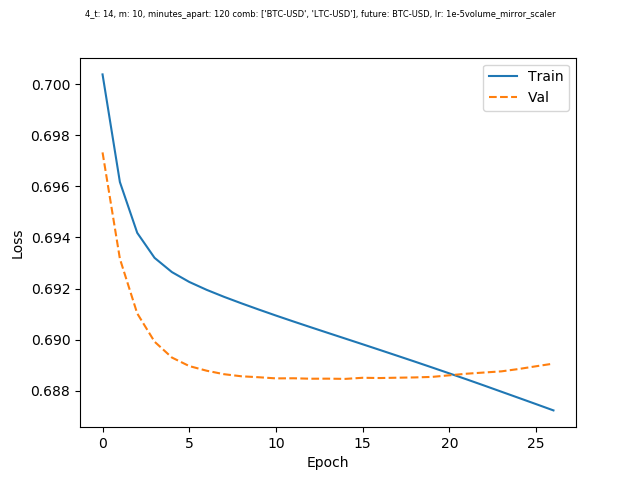 4_t: 14, m: 10, minutes_apart: 120 comb: ['BTC-USD', 'LTC-USD'], future: BTC-USD, lr: 1e-5volume_mirror_scaler
Train
Val
0.700
0.698
0.696
0.694
0.692
0.690
0.688
Loss
0 5 10 15 20 25
Epoch